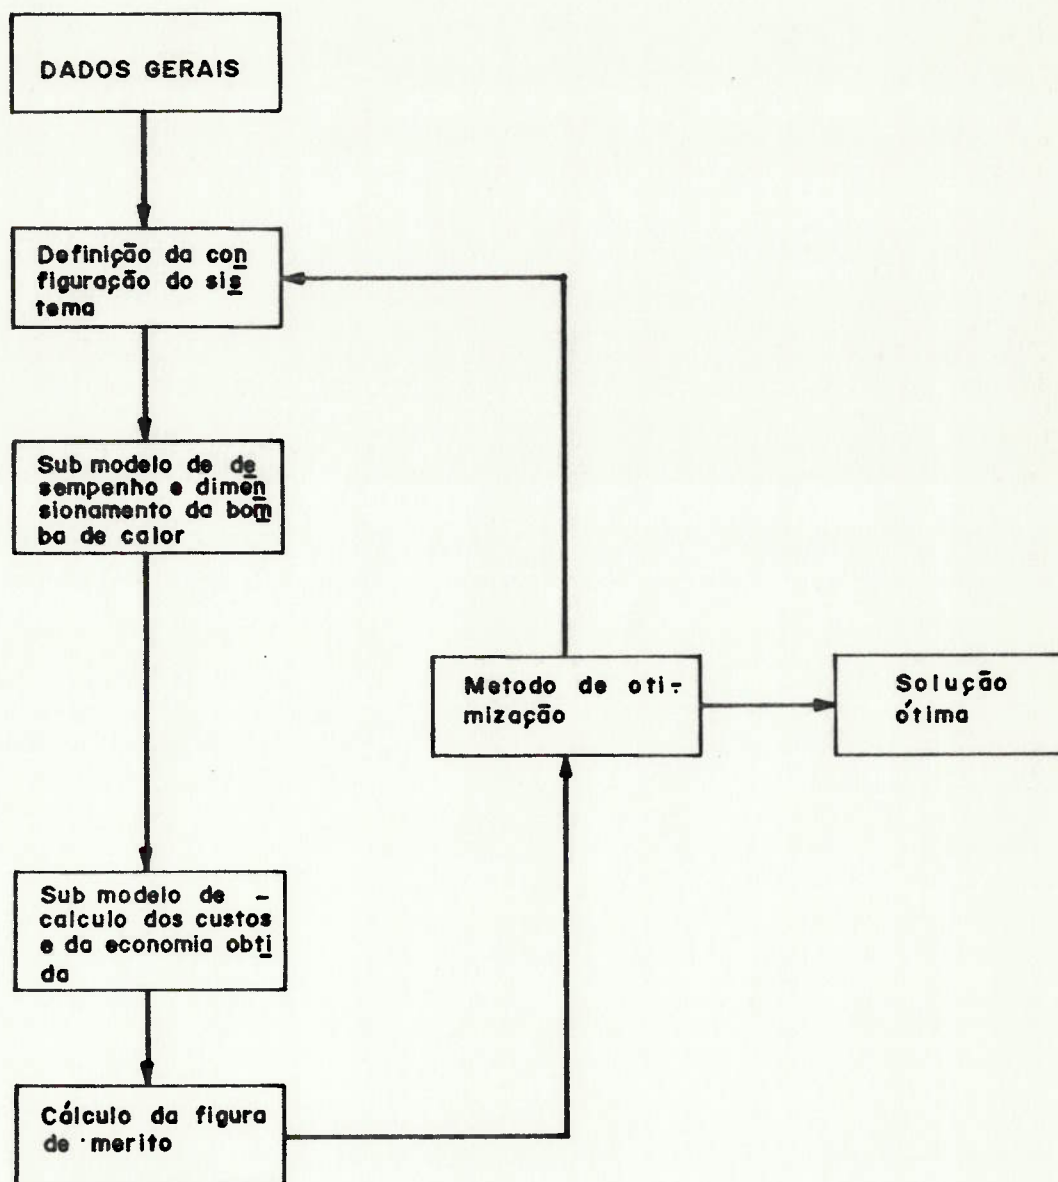 DADOS GERAIS
Definição da con
figuração do sis
tema
Sub modelo de de
sempenho e dimen
sionamento da bom
ba de calor
Metodo de oti-
mização
Solução
ótima
Sub modelo de -
calculo dos custos
e da economia obti
da
Cálculo da figura
de merito